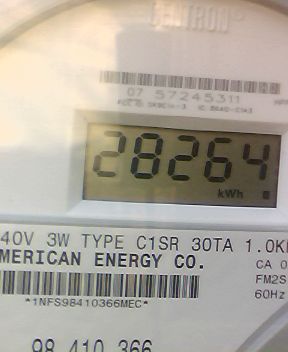 CENTRON
07 57245311
28264
kWh
40V 3W TYPE C1SR 30TA 1.0K
MERICAN ENERGY CO.
CA 0
FM2S
*1NFS98410366MEC*
60Hz
98 410 366